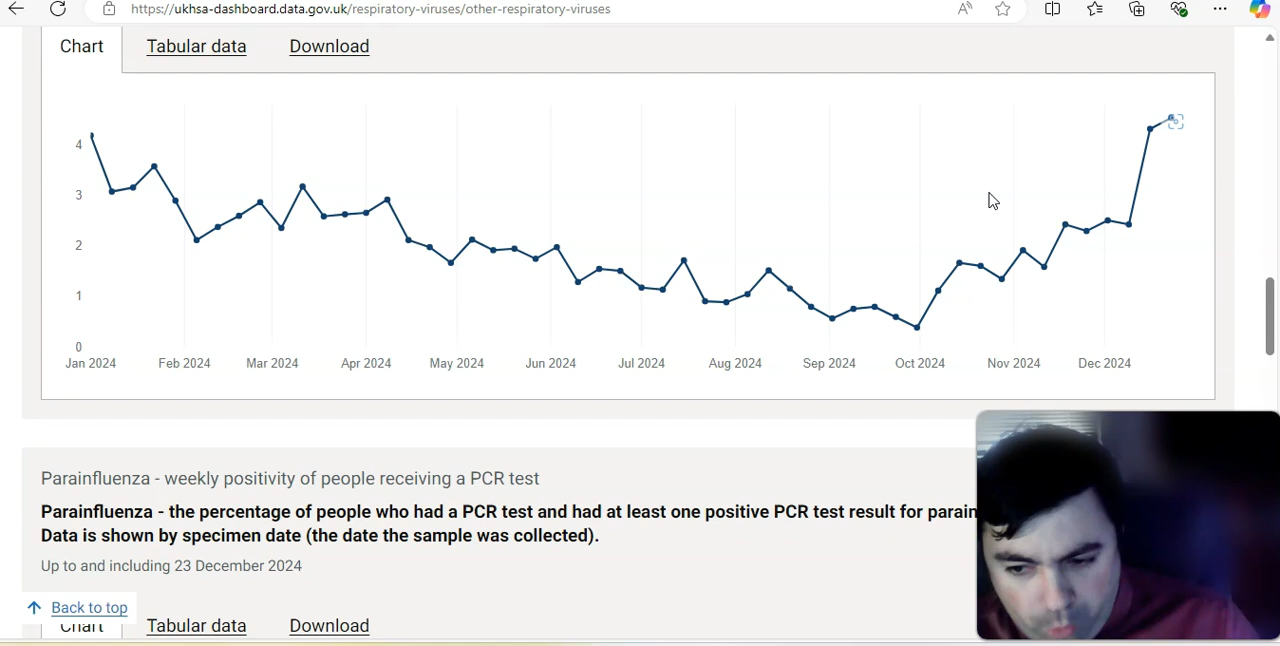 https://ukhsa-dashboard.data.gov.uk/respiratory-viruses/other-respiratory-viruses
Chart Tabular data Download
4
3
2
1
0
Jan 2024 Feb 2024 Mar 2024 Apr 2024 May 2024 Jun 2024 Jul 2024 Aug 2024 Sep 2024 Oct 2024 Nov 2024 Dec 2024
Parainfluenza - weekly positivity of people receiving a PCR test
Parainfluenza - the percentage of people who had a PCR test and had at least one positive PCR test result for parain
Data is shown by specimen date (the date the sample was collected).
Up to and including 23 December 2024
Back to top
Chart Tabular data Download